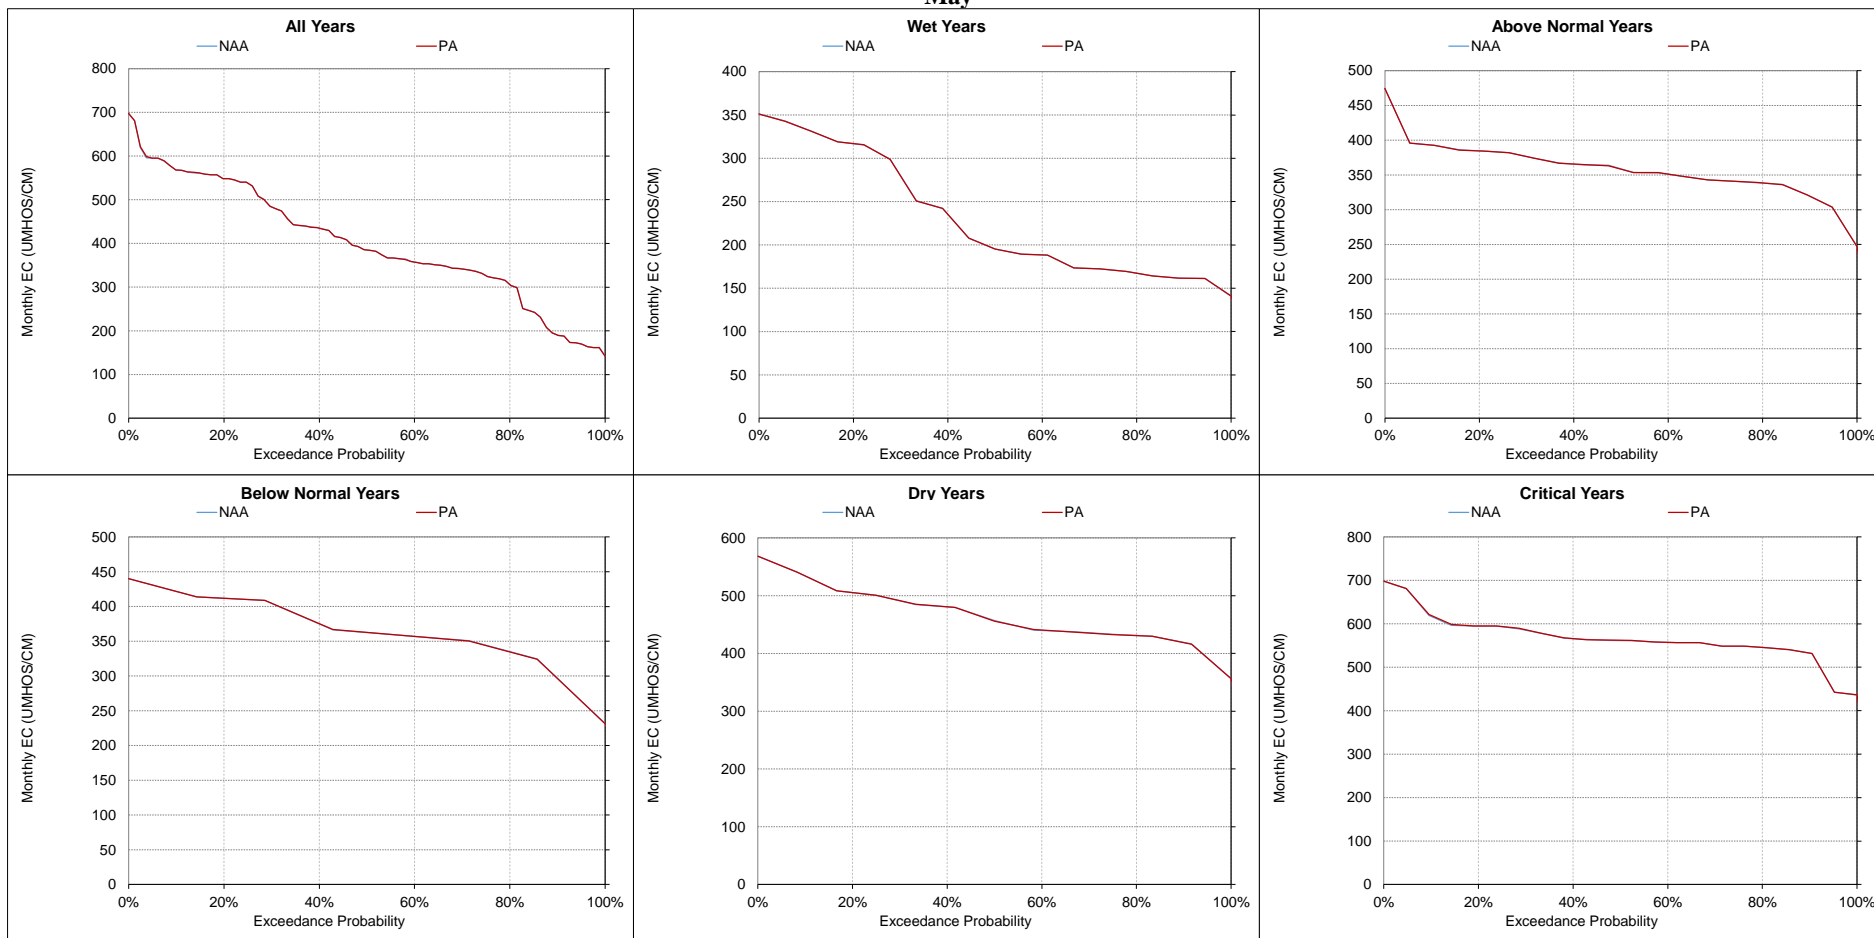 May
All Years
NAA PA
800
700
600
500
400
300
200
100
0
0% 20% 40% 60% 80% 100%
Exceedance Probability
Monthly EC (UMHOS/CM)
Wet Years
NAA PA
400
350
300
250
200
150
100
50
0
0% 20% 40% 60% 80% 100%
Exceedance Probability
Monthly EC (UMHOS/CM)
Above Normal Years
NAA PA
500
450
400
350
300
250
200
150
100
50
0
0% 20% 40% 60% 80% 100%
Exceedance Probability
Monthly EC (UMHOS/CM)
Below Normal Years
NAA PA
500
450
400
350
300
250
200
150
100
50
0
0% 20% 40% 60% 80% 100%
Exceedance Probability
Monthly EC (UMHOS/CM)
Dry Years
NAA PA
600
500
400
300
200
100
0
0% 20% 40% 60% 80% 100%
Exceedance Probability
Monthly EC (UMHOS/CM)
Critical Years
NAA PA
800
700
600
500
400
300
200
100
0
0% 20% 40% 60% 80% 100%
Exceedance Probability
Monthly EC (UMHOS/CM)